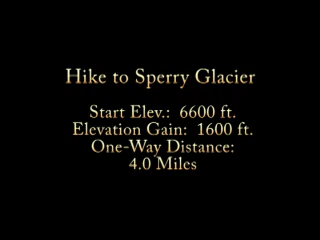 Hike to Sperry Glacier
Start Elev.: 6600 ft.
Elevation Gain: 1600 ft.
One-Way Distance:
4.0 Miles